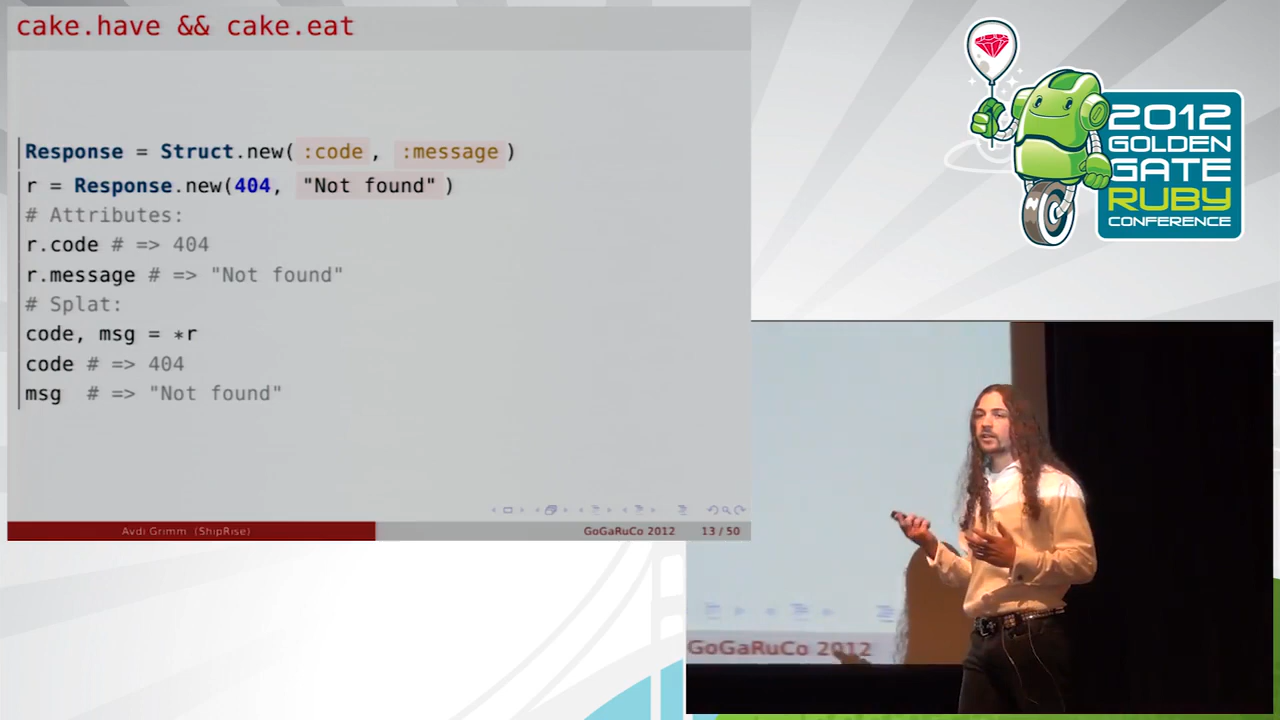 cake.have && cake.eat
Response = Struct.new(:code, :message)
r = Response.new(404, "Not found")
# Attributes:
r.code # => 404
r.message # => "Not found"
# Splat:
code, msg = *r
code # => 404
msg  # => "Not found"
Avdi Grimm (ShipRise)
GoGaRuCo 2012
13 / 50
2012
GOLDEN
GATE
RUBY
CONFERENCE
GoGaRuCo 2012